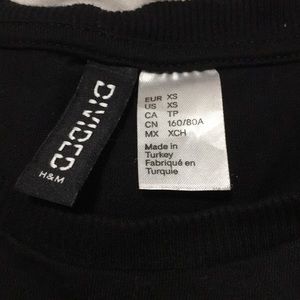 DIVIDED
H&M
EUR XS
US XS
CA TP
CN 160/80A
MX XCH
Made in
Turkey
Fabriqué en
Turquie